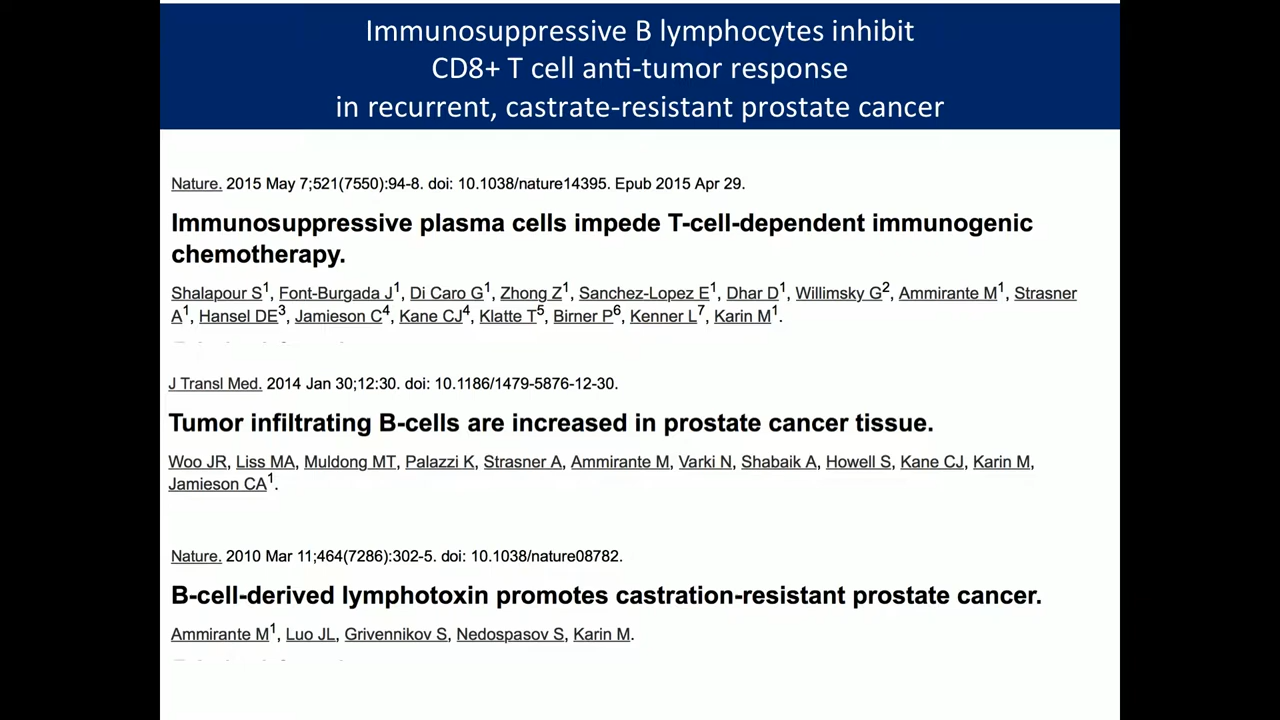 Immunosuppressive B lymphocytes inhibit
CD8+ T cell anti-tumor response
in recurrent, castrate-resistant prostate cancer
Nature. 2015 May 7;521(7550):94-8. doi: 10.1038/nature14395. Epub 2015 Apr 29.
Immunosuppressive plasma cells impede T-cell-dependent immunogenic
chemotherapy.
Shalapour S1, Font-Burgada J1, Di Caro G1, Zhong Z1, Sanchez-Lopez E1, Dhar D1, Willimsky G2, Ammirante M1, Strasner
A1, Hansel DE3, Jamieson C4, Kane CJ4, Klatte T5, Birner P6, Kenner L7, Karin M1.
J Transl Med. 2014 Jan 30;12:30. doi: 10.1186/1479-5876-12-30.
Tumor infiltrating B-cells are increased in prostate cancer tissue.
Woo JR, Liss MA, Muldong MT, Palazzi K, Strasner A, Ammirante M, Varki N, Shabaik A, Howell S, Kane CJ, Karin M,
Jamieson CA1.
Nature. 2010 Mar 11;464(7286):302-5. doi: 10.1038/nature08782.
B-cell-derived lymphotoxin promotes castration-resistant prostate cancer.
Ammirante M1, Luo JL, Grivennikov S, Nedospasov S, Karin M.